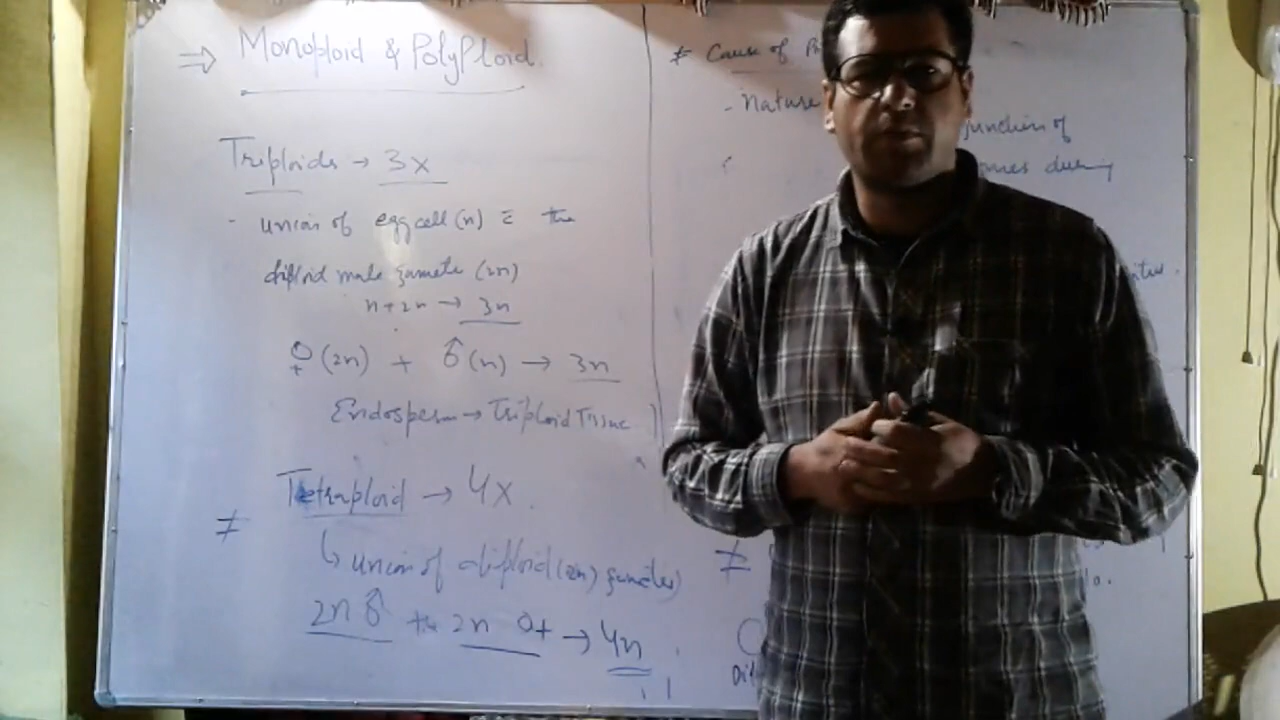 ⇒ Monoploid & Polyploid.
Triploids → 3x
- union of egg cell (n) c̄ the
diploid male gamete (2n)
n+2n → 3n
♀ (2n) + ♂ (n) → 3n
Endosperm → Triploid Tissue
Tetraploid → 4x.
↳ union of diploid (2n) gametes
2n ♂ + 2n ♀ → 4n
≠ Cause of
- Nature
junction of
during